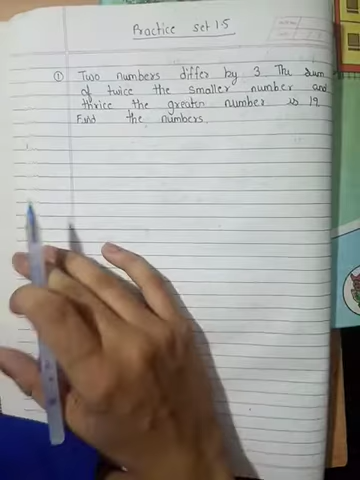 Practice set 1.5
① Two numbers differ by 3. The sum
of twice the smaller number and
thrice the greater number is 19
Find the numbers.